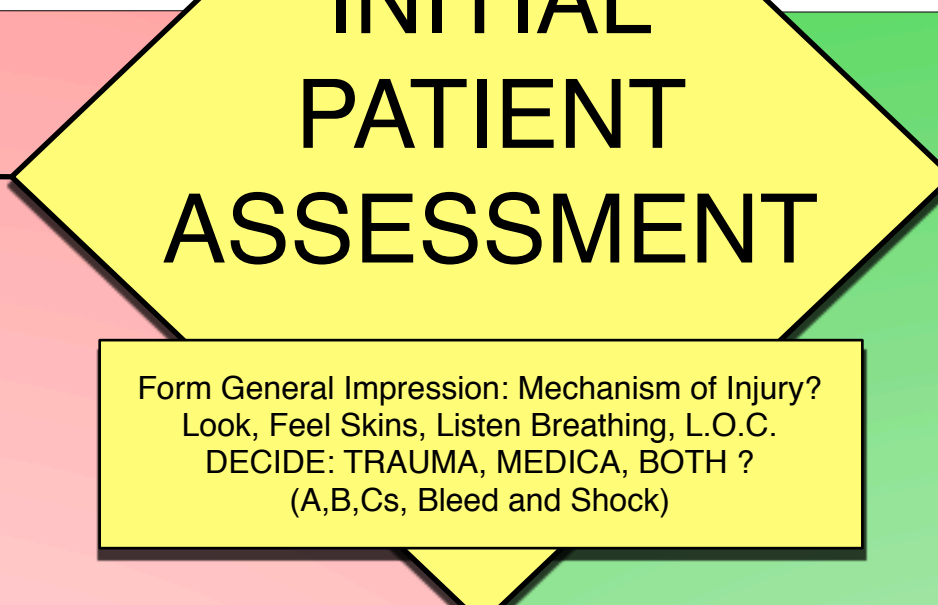 INITIAL
PATIENT
ASSESSMENT
Form General Impression: Mechanism of Injury?
Look, Feel Skins, Listen Breathing, L.O.C.
DECIDE: TRAUMA, MEDICA, BOTH ?
(A,B,Cs, Bleed and Shock)